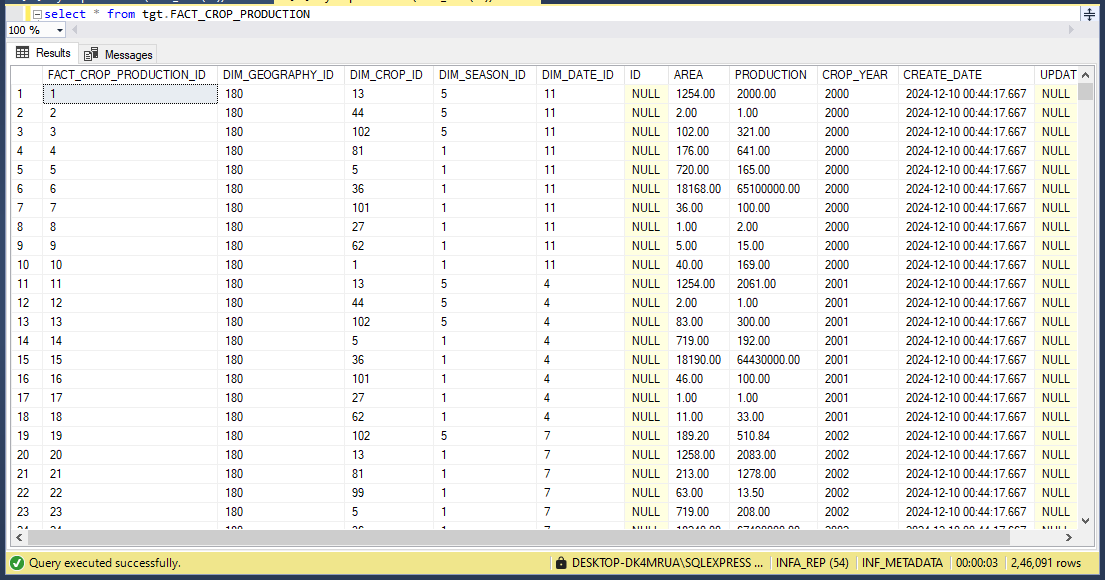 select * from tgt.FACT_CROP_PRODUCTION
100 %
Results Messages
FACT_CROP_PRODUCTION_ID DIM_GEOGRAPHY_ID DIM_CROP_ID DIM_SEASON_ID DIM_DATE_ID ID AREA PRODUCTION CROP_YEAR CREATE_DATE UPDAT
1 1 180 13 5 11 NULL 1254.00 2000.00 2000 2024-12-10 00:44:17.667 NULL
2 2 180 44 5 11 NULL 2.00 1.00 2000 2024-12-10 00:44:17.667 NULL
3 3 180 102 5 11 NULL 102.00 321.00 2000 2024-12-10 00:44:17.667 NULL
4 4 180 81 1 11 NULL 176.00 641.00 2000 2024-12-10 00:44:17.667 NULL
5 5 180 5 1 11 NULL 720.00 165.00 2000 2024-12-10 00:44:17.667 NULL
6 6 180 36 1 11 NULL 18168.00 65100000.00 2000 2024-12-10 00:44:17.667 NULL
7 7 180 101 1 11 NULL 36.00 100.00 2000 2024-12-10 00:44:17.667 NULL
8 8 180 27 1 11 NULL 1.00 2.00 2000 2024-12-10 00:44:17.667 NULL
9 9 180 62 1 11 NULL 5.00 15.00 2000 2024-12-10 00:44:17.667 NULL
10 10 180 1 1 11 NULL 40.00 169.00 2000 2024-12-10 00:44:17.667 NULL
11 11 180 13 5 4 NULL 1254.00 2061.00 2001 2024-12-10 00:44:17.667 NULL
12 12 180 44 5 4 NULL 2.00 1.00 2001 2024-12-10 00:44:17.667 NULL
13 13 180 102 5 4 NULL 83.00 300.00 2001 2024-12-10 00:44:17.667 NULL
14 14 180 5 1 4 NULL 719.00 192.00 2001 2024-12-10 00:44:17.667 NULL
15 15 180 36 1 4 NULL 18190.00 64430000.00 2001 2024-12-10 00:44:17.667 NULL
16 16 180 101 1 4 NULL 46.00 100.00 2001 2024-12-10 00:44:17.667 NULL
17 17 180 27 1 4 NULL 1.00 1.00 2001 2024-12-10 00:44:17.667 NULL
18 18 180 62 1 4 NULL 11.00 33.00 2001 2024-12-10 00:44:17.667 NULL
19 19 180 102 5 7 NULL 189.20 510.84 2002 2024-12-10 00:44:17.667 NULL
20 20 180 13 1 7 NULL 1258.00 2083.00 2002 2024-12-10 00:44:17.667 NULL
21 21 180 81 1 7 NULL 213.00 1278.00 2002 2024-12-10 00:44:17.667 NULL
22 22 180 99 1 7 NULL 63.00 13.50 2002 2024-12-10 00:44:17.667 NULL
23 23 180 5 1 7 NULL 719.00 208.00 2002 2024-12-10 00:44:17.667 NULL
Query executed successfully. DESKTOP-DK4MRUA\SQLEXPRESS ... INFA_REP (54) INF_METADATA 00:00:03 2,46,091 rows